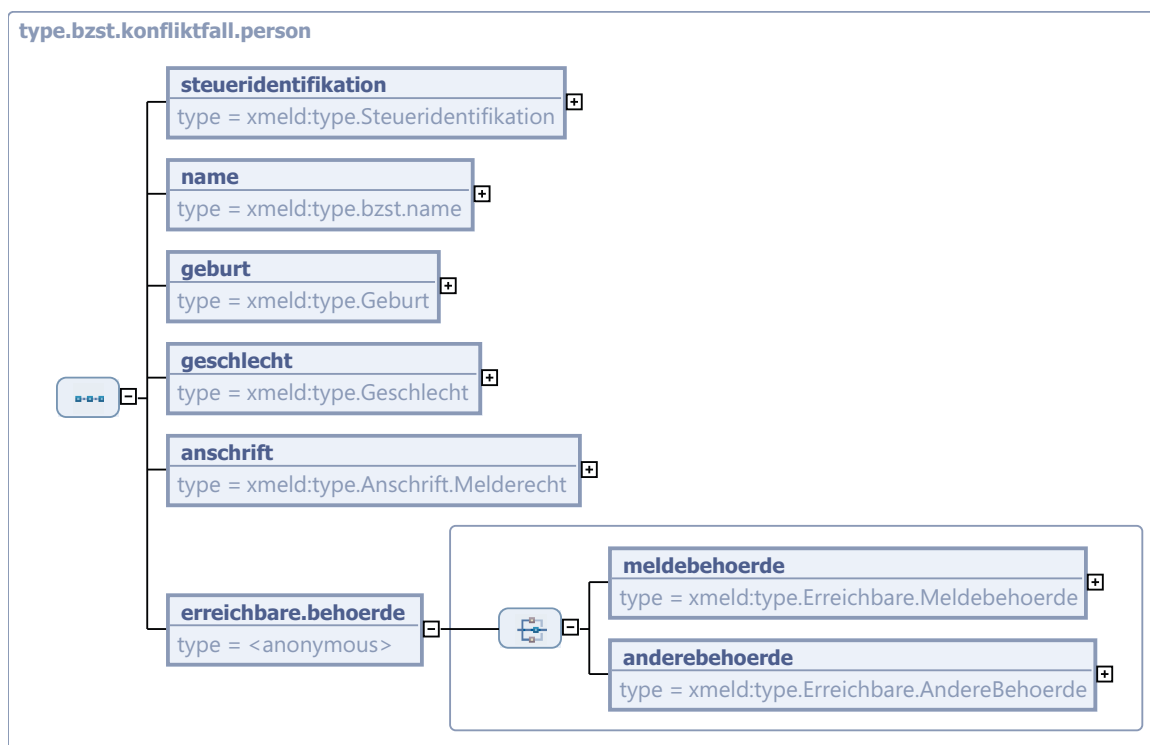 type.bzst.konfliktfall.person
steueridentifikation
type = xmeld:type.Steueridentifikation
name
type = xmeld:type.bzst.name
geburt
type = xmeld:type.Geburt
geschlecht
type = xmeld:type.Geschlecht
anschrift
type = xmeld:type.Anschrift.Melderecht
erreichbare.behoerde
type = <anonymous>
meldebehoerde
type = xmeld:type.Erreichbare.Meldebehoerde
anderebehoerde
type = xmeld:type.Erreichbare.AndereBehoerde